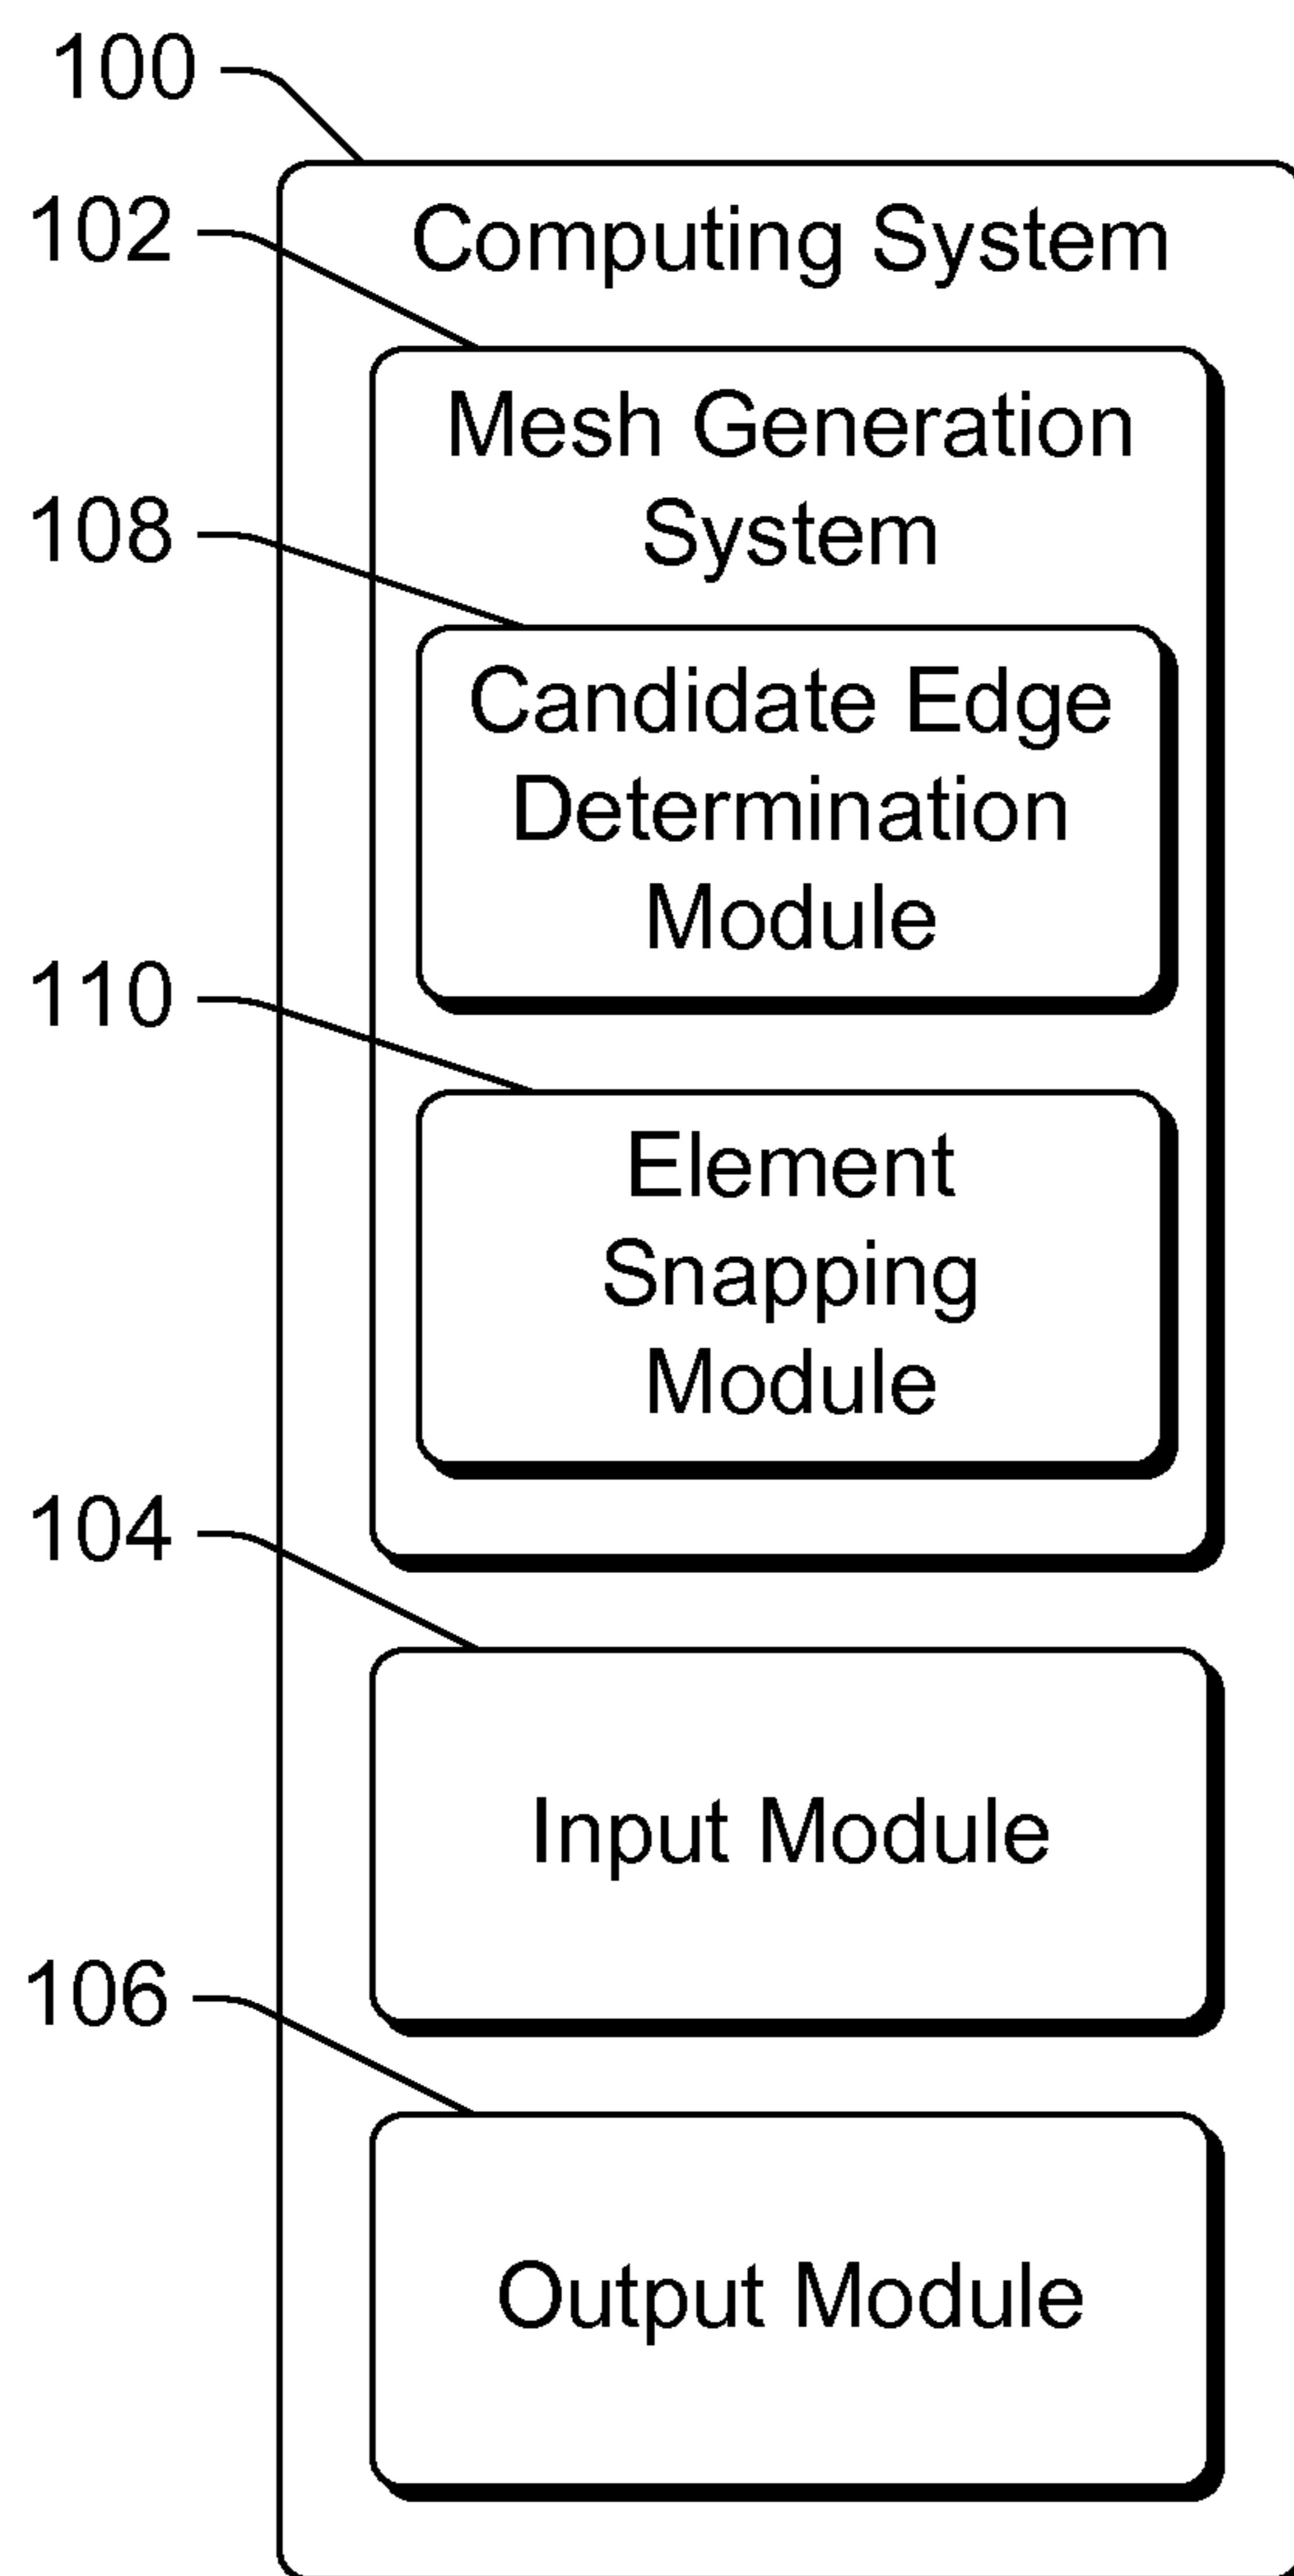 100
Computing System
102
Mesh Generation
System
108
Candidate Edge
Determination
Module
110
Element
Snapping
Module
104
Input Module
106
Output Module